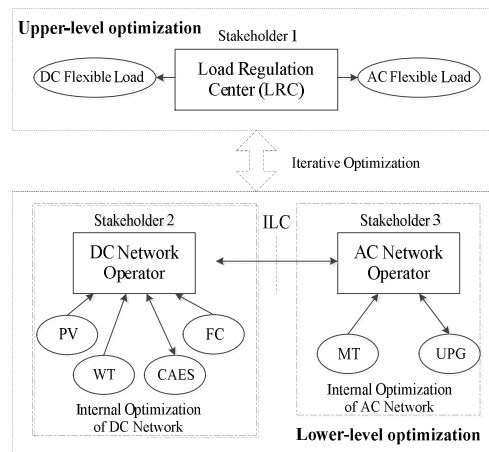 Upper-level optimization
Stakeholder 1
DC Flexible Load
Load Regulation
Center (LRC)
AC Flexible Load
Iterative Optimization
Stakeholder 2
DC Network
Operator
ILC
Stakeholder 3
AC Network
Operator
PV
WT
CAES
FC
MT
UPG
Internal Optimization
of DC Network
Internal Optimization
of AC Network
Lower-level optimization